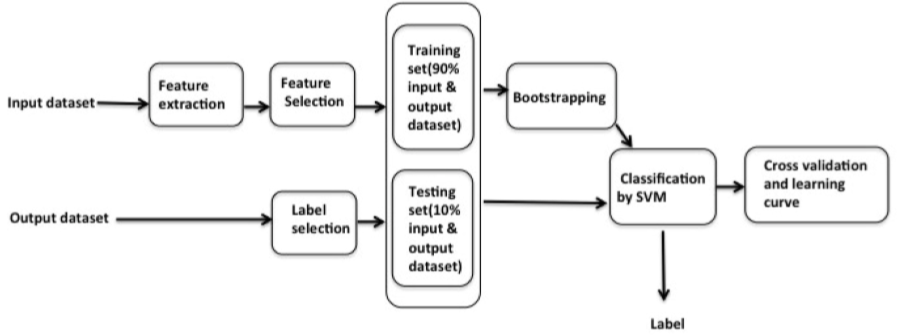 Input dataset
Feature
extraction
Feature
Selection
Training
set(90%
input &
output
dataset)
Bootstrapping
Output dataset
Label
selection
Testing
set(10%
input &
output
dataset)
Classification
by SVM
Cross validation
and learning
curve
Label